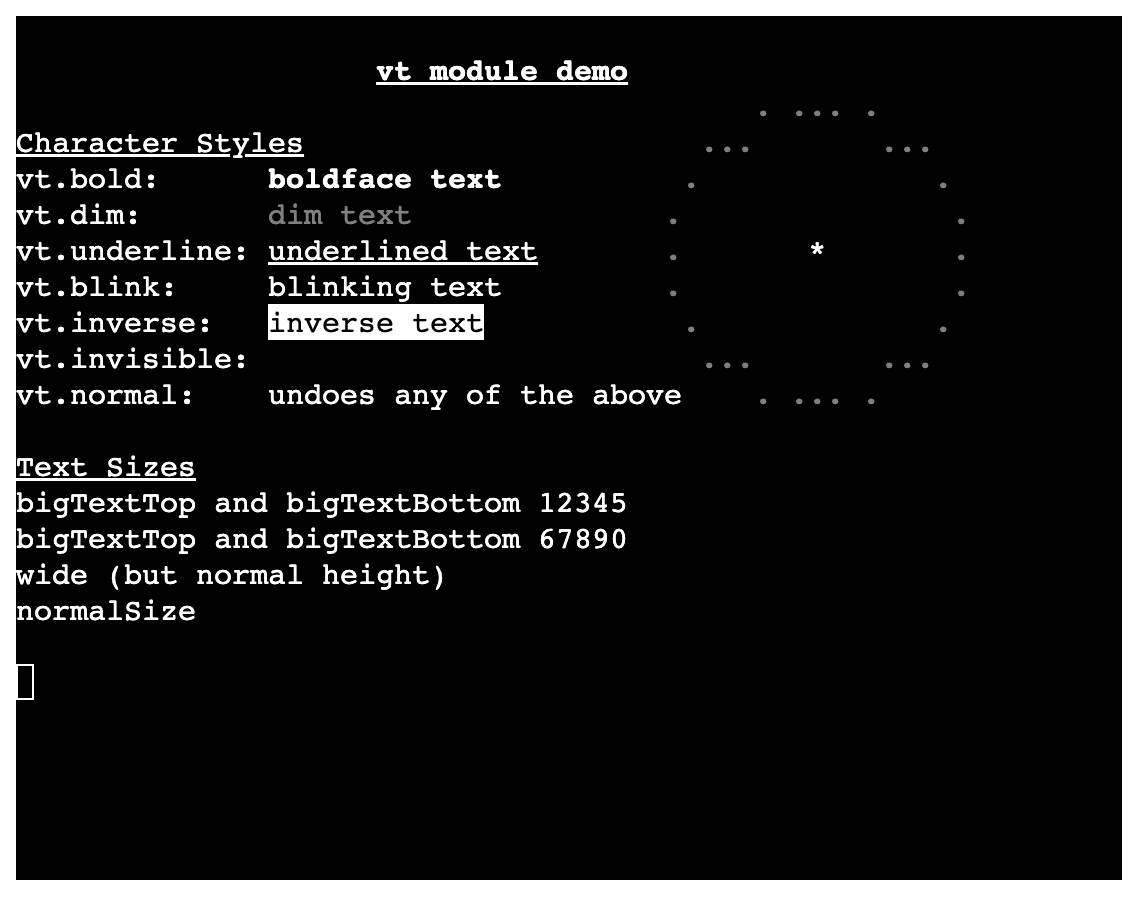 vt module demo
. ... .
Character Styles ... ...
vt.bold: boldface text . .
vt.dim: dim text . .
vt.underline: underlined text . * .
vt.blink: blinking text . .
vt.inverse: inverse text . .
vt.invisible: ... ...
vt.normal: undoes any of the above . ... .
Text Sizes
bigTextTop and bigTextBottom 12345
bigTextTop and bigTextBottom 67890
wide (but normal height)
normalSize